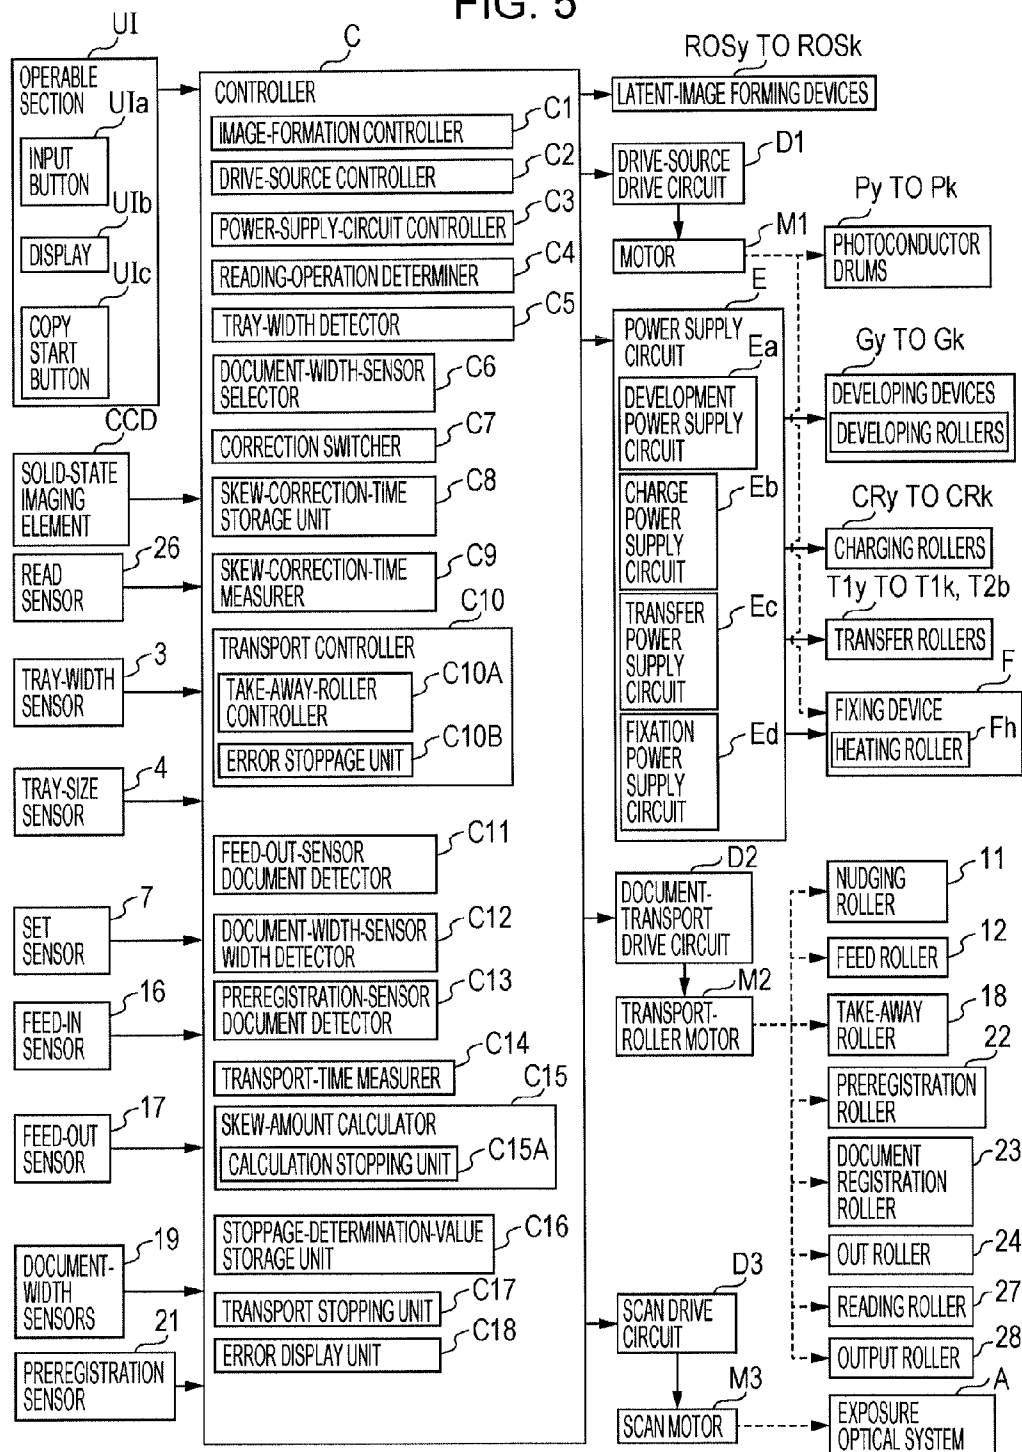 FIG. 5
UI
OPERABLE
SECTION
UIa
INPUT
BUTTON
UIb
DISPLAY
UIc
COPY
START
BUTTON
CCD
SOLID-STATE
IMAGING
ELEMENT
26
READ
SENSOR
3
TRAY-WIDTH
SENSOR
4
TRAY-SIZE
SENSOR
7
SET
SENSOR
16
FEED-IN
SENSOR
17
FEED-OUT
SENSOR
19
DOCUMENT-
WIDTH
SENSORS
21
PREREGISTRATION
SENSOR
C
CONTROLLER
IMAGE-FORMATION CONTROLLER
C1
DRIVE-SOURCE CONTROLLER
C2
POWER-SUPPLY-CIRCUIT CONTROLLER
C3
READING-OPERATION DETERMINER
C4
TRAY-WIDTH DETECTOR
C5
DOCUMENT-WIDTH-SENSOR
SELECTOR
C6
CORRECTION SWITCHER
C7
SKEW-CORRECTION-TIME
STORAGE UNIT
C8
SKEW-CORRECTION-TIME
MEASURER
C9
C10
TRANSPORT CONTROLLER
TAKE-AWAY-ROLLER
CONTROLLER
C10A
ERROR STOPPAGE UNIT
C10B
FEED-OUT-SENSOR
DOCUMENT DETECTOR
C11
DOCUMENT-WIDTH-SENSOR
WIDTH DETECTOR
C12
PREREGISTRATION-SENSOR
DOCUMENT DETECTOR
C13
TRANSPORT-TIME MEASURER
C14
C15
SKEW-AMOUNT CALCULATOR
CALCULATION STOPPING UNIT
C15A
STOPPAGE-DETERMINATION-VALUE
STORAGE UNIT
C16
TRANSPORT STOPPING UNIT
C17
ERROR DISPLAY UNIT
C18
ROSy TO ROSk
LATENT-IMAGE FORMING DEVICES
D1
DRIVE-SOURCE
DRIVE CIRCUIT
M1
MOTOR
Py TO Pk
PHOTOCONDUCTOR
DRUMS
E
POWER SUPPLY
CIRCUIT
Ea
DEVELOPMENT
POWER SUPPLY
CIRCUIT
Eb
CHARGE
POWER
SUPPLY
CIRCUIT
Ec
TRANSFER
POWER
SUPPLY
CIRCUIT
Ed
FIXATION
POWER
SUPPLY
CIRCUIT
Gy TO Gk
DEVELOPING DEVICES
DEVELOPING ROLLERS
CRy TO CRk
CHARGING ROLLERS
T1y TO T1k, T2b
TRANSFER ROLLERS
F
FIXING DEVICE
HEATING ROLLER
Fh
D2
DOCUMENT-
TRANSPORT
DRIVE CIRCUIT
M2
TRANSPORT-
ROLLER MOTOR
11
NUDGING
ROLLER
12
FEED ROLLER
18
TAKE-AWAY
ROLLER
22
PREREGISTRATION
ROLLER
23
DOCUMENT
REGISTRATION
ROLLER
24
OUT ROLLER
27
READING ROLLER
28
OUTPUT ROLLER
D3
SCAN DRIVE
CIRCUIT
M3
SCAN MOTOR
A
EXPOSURE
OPTICAL SYSTEM